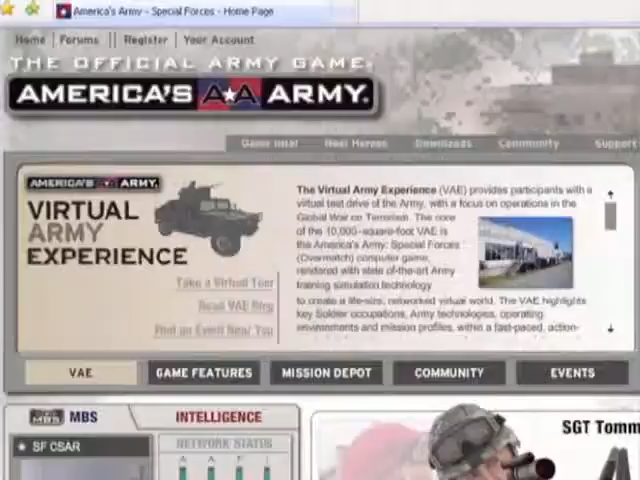 America's Army - Special Forces - Home Page
Home | Forums || Register | Your Account
THE OFFICIAL ARMY GAME.
AMERICA'S AA ARMY.
Game Intel Real Heroes Downloads Community Support
AMERICA'S ARMY.
VIRTUAL
ARMY
EXPERIENCE
Take a Virtual Tour
Read VAE Blog
Find an Event Near You
The Virtual Army Experience (VAE) provides participants with a
virtual test drive of the Army, with a focus on operations in the
Global War on Terrorism. The core
of the 10,000-square-foot VAE is
the America's Army: Special Forces
(Overmatch) computer game,
rendered with state-of-the-art Army
training simulation technology
to create a life-size, networked virtual world. The VAE highlights
key Soldier occupations, Army technologies, operating
environments and mission profiles, within a fast-paced, action-
VAE GAME FEATURES MISSION DEPOT COMMUNITY EVENTS
MBS MBS INTELLIGENCE
SF CSAR
NETWORK STATUS
SGT Tomm